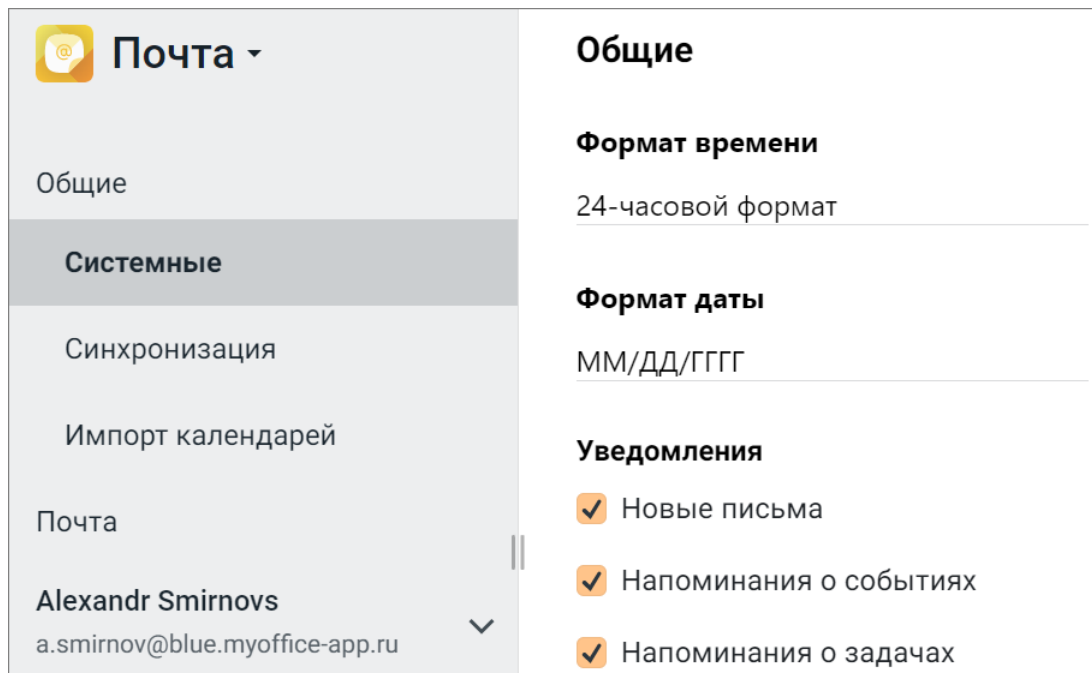 Почта
Общие
Системные
Синхронизация
Импорт календарей
Почта
Alexandr Smirnovs
a.smirnov@blue.myoffice-app.ru
Общие
Формат времени
24-часовой формат
Формат даты
ММ/ДД/ГГГГ
Уведомления
Новые письма
Напоминания о событиях
Напоминания о задачах